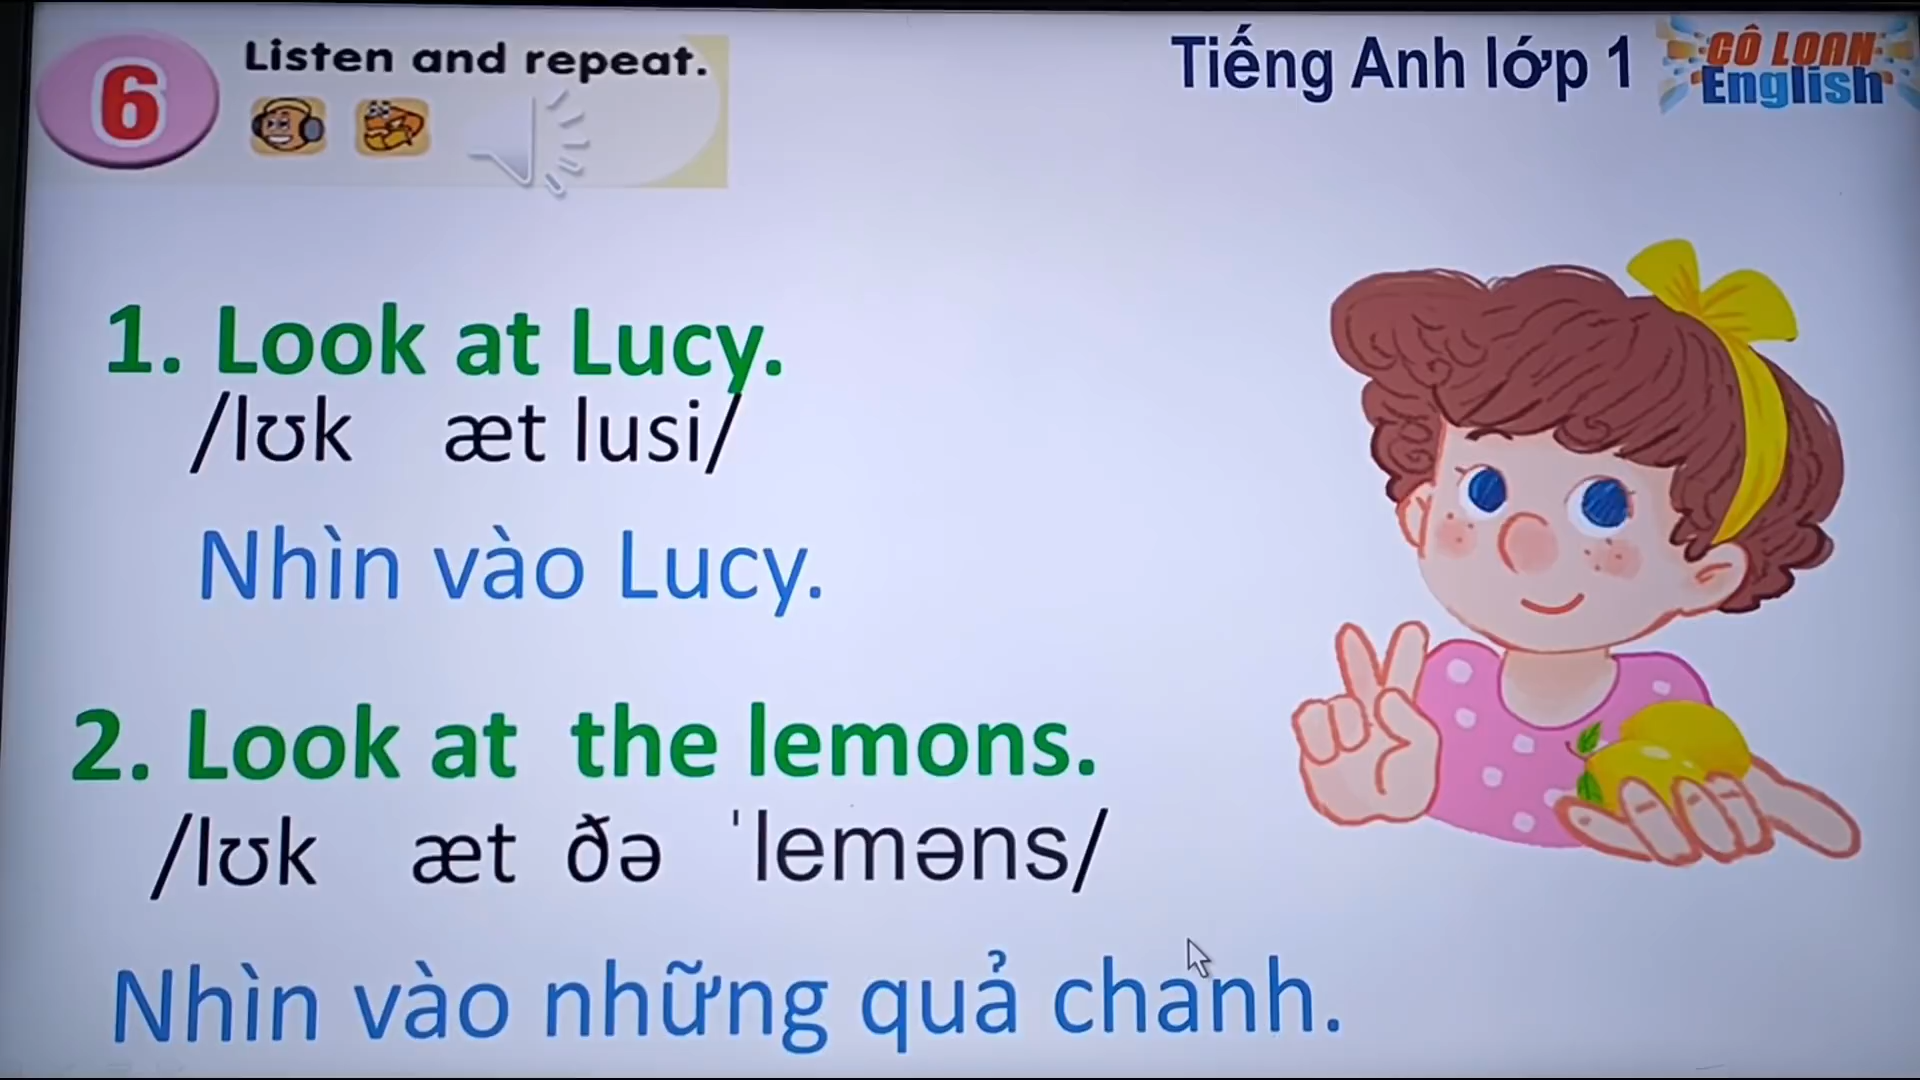 6
Listen and repeat.
Tiếng Anh lớp 1
CÔ LOAN
English
1. Look at Lucy.
/lʊk æt lusi/
Nhìn vào Lucy.
2. Look at the lemons.
/lʊk æt ðə ˈleməns/
Nhìn vào những quả chanh.